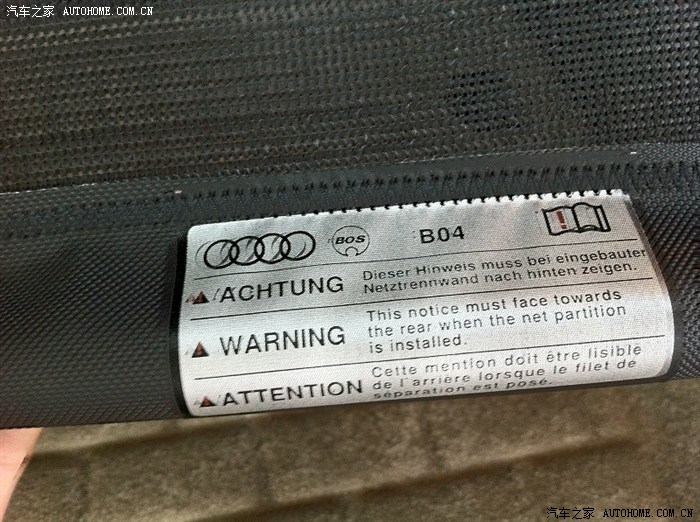 汽车之家 AUTOHOME.COM.CN
BOS
B04
ACHTUNG
Dieser Hinweis muss bei eingebauter
Netztrennwand nach hinten zeigen.
WARNING
This notice must face towards
the rear when the net partition
is installed.
ATTENTION
Cette mention doit être lisible
de l'arrière lorsque le filet de
séparation est posé.
汽车之家 AUTOHOME.COM.CN